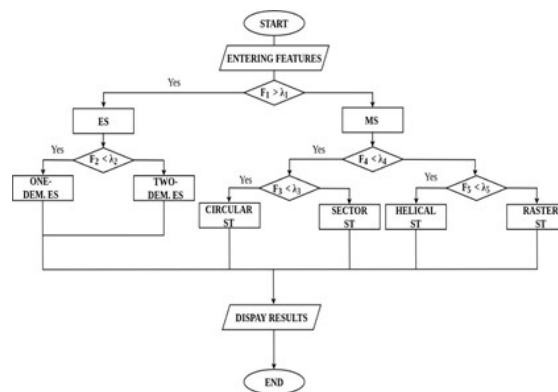 START
ENTERING FEATURES
Yes
F₁ > λ₁
ES
MS
Yes
F₂ < λ₂
Yes
F₄ < λ₄
ONE-
DEM. ES
TWO-
DEM. ES
Yes
F₃ < λ₃
Yes
F₅ < λ₅
CIRCULAR
ST
SECTOR
ST
HELICAL
ST
RASTER
ST
DISPAY RESULTS
END